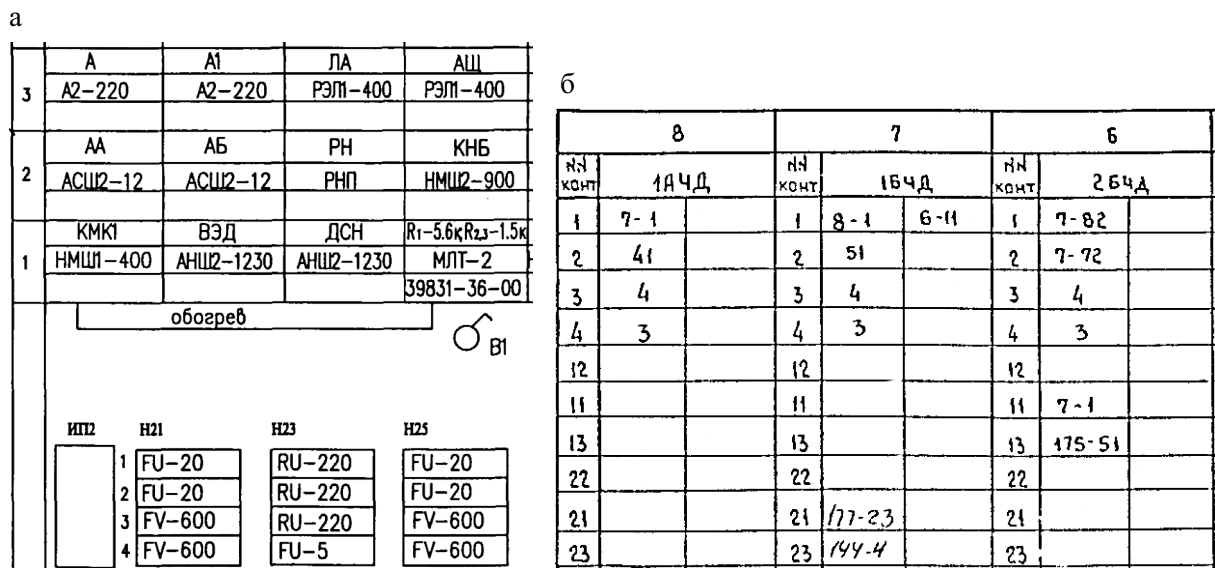 а
А А1 ЛА АЩ
3 А2-220 А2-220 РЭЛ1-400 РЭЛ1-400
АА АБ РН КНБ
2 АСШ2-12 АСШ2-12 РНП НМШ2-900
КМК1 ВЭД ДСН R1-5.6к R2,3-1.5к
1 НМШ1-400 АНШ2-1230 АНШ2-1230 МЛТ-2
39831-36-00
обогрев
В1
ИП2 Н21 Н23 Н25
1 FU-20 RU-220 FU-20
2 FU-20 RU-220 FU-20
3 FV-600 RU-220 FV-600
4 FV-600 FU-5 FV-600
б
8 7 6
NN конт 1АЧД NN конт 1БЧД NN конт 2БЧД
1 7-1 1 8-1 6-11 1 7-82
2 41 2 51 2 7-72
3 4 3 4 3 4
4 3 4 3 4 3
12 12 12
11 11 11 7-1
13 13 13 175-51
22 22 22
21 21 177-23 21
23 23 144-4 23